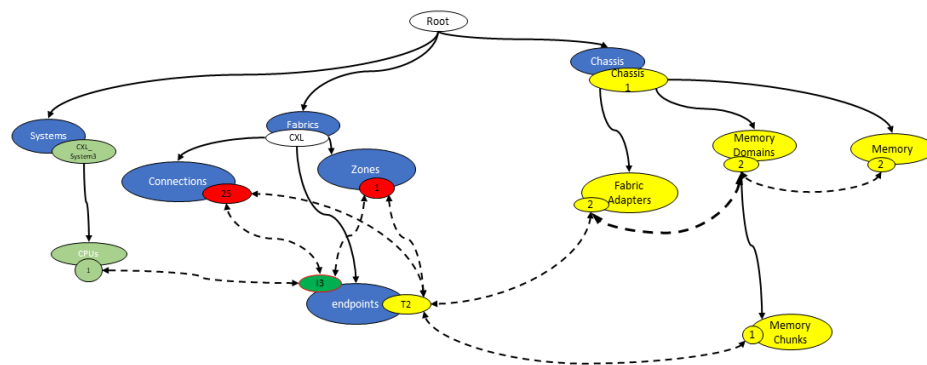 Root
Chassis
Chassis
1
Systems
CXL_
System3
Fabrics
CXL
Memory
Domains
2
Memory
2
Connections
25
Zones
1
Fabric
Adapters
2
CPUs
1
I3
endpoints
T2
1
Memory
Chunks